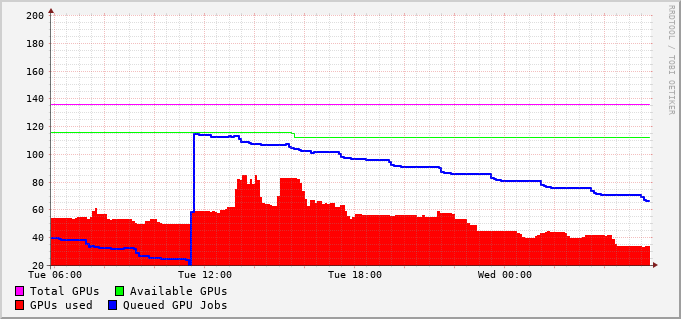 200
180
160
140
120
100
80
60
40
20
Tue 06:00 Tue 12:00 Tue 18:00 Wed 00:00
Total GPUs Available GPUs
GPUs used Queued GPU Jobs
RRDTOOL / TOBI OETIKER